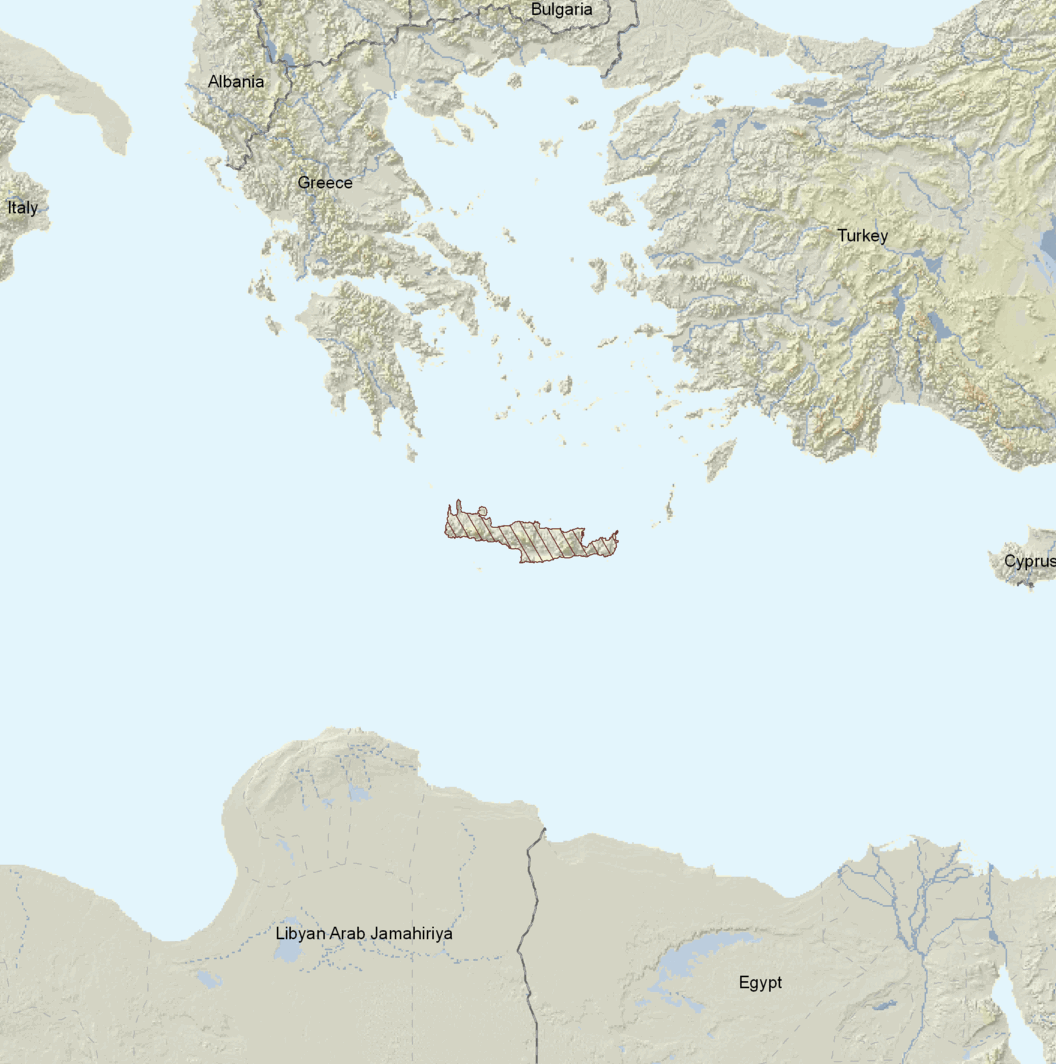 Bulgaria
Albania
Greece
Italy
Turkey
Cyprus
Libyan Arab Jamahiriya
Egypt